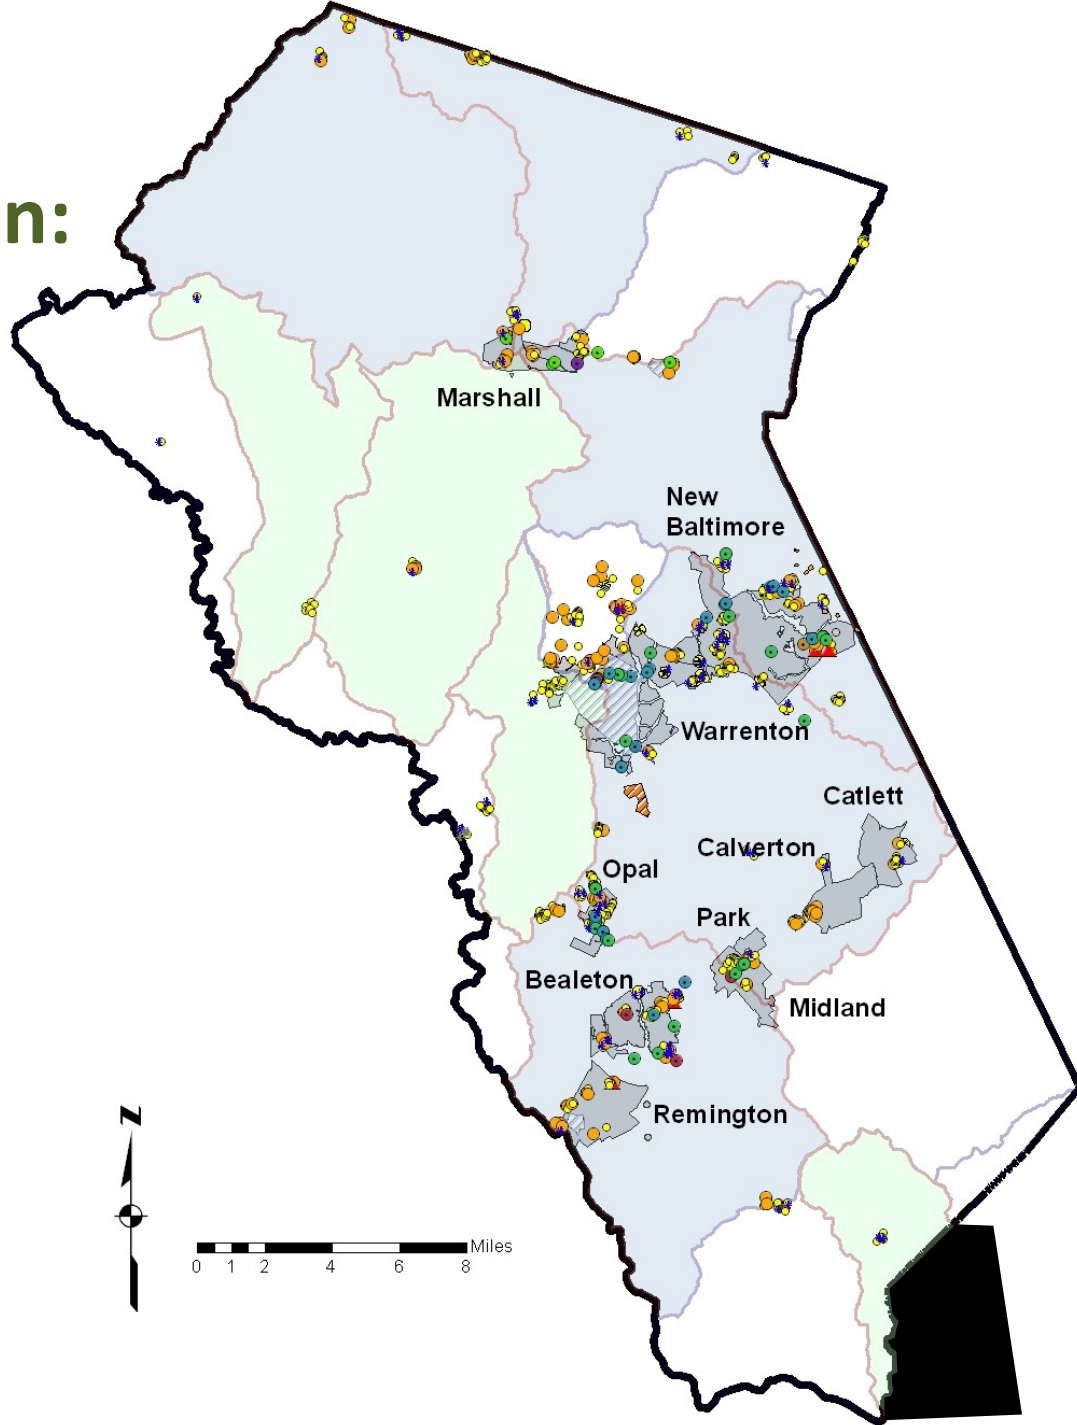 n:
Marshall
New
Baltimore
Warrenton
Catlett
Calverton
Opal
Park
Bealeton
Midland
Remington
N
Miles
0 1 2 4 6 8